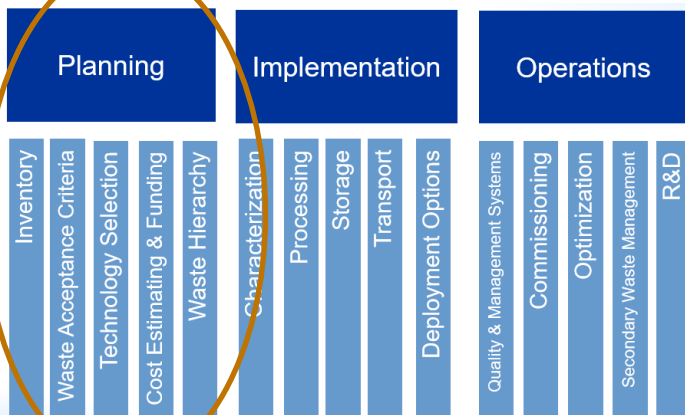 Planning
Implementation
Operations
Inventory
Waste Acceptance Criteria
Technology Selection
Cost Estimating & Funding
Waste Hierarchy
Characterization
Processing
Storage
Transport
Deployment Options
Quality & Management Systems
Commissioning
Optimization
Secondary Waste Management
R&D